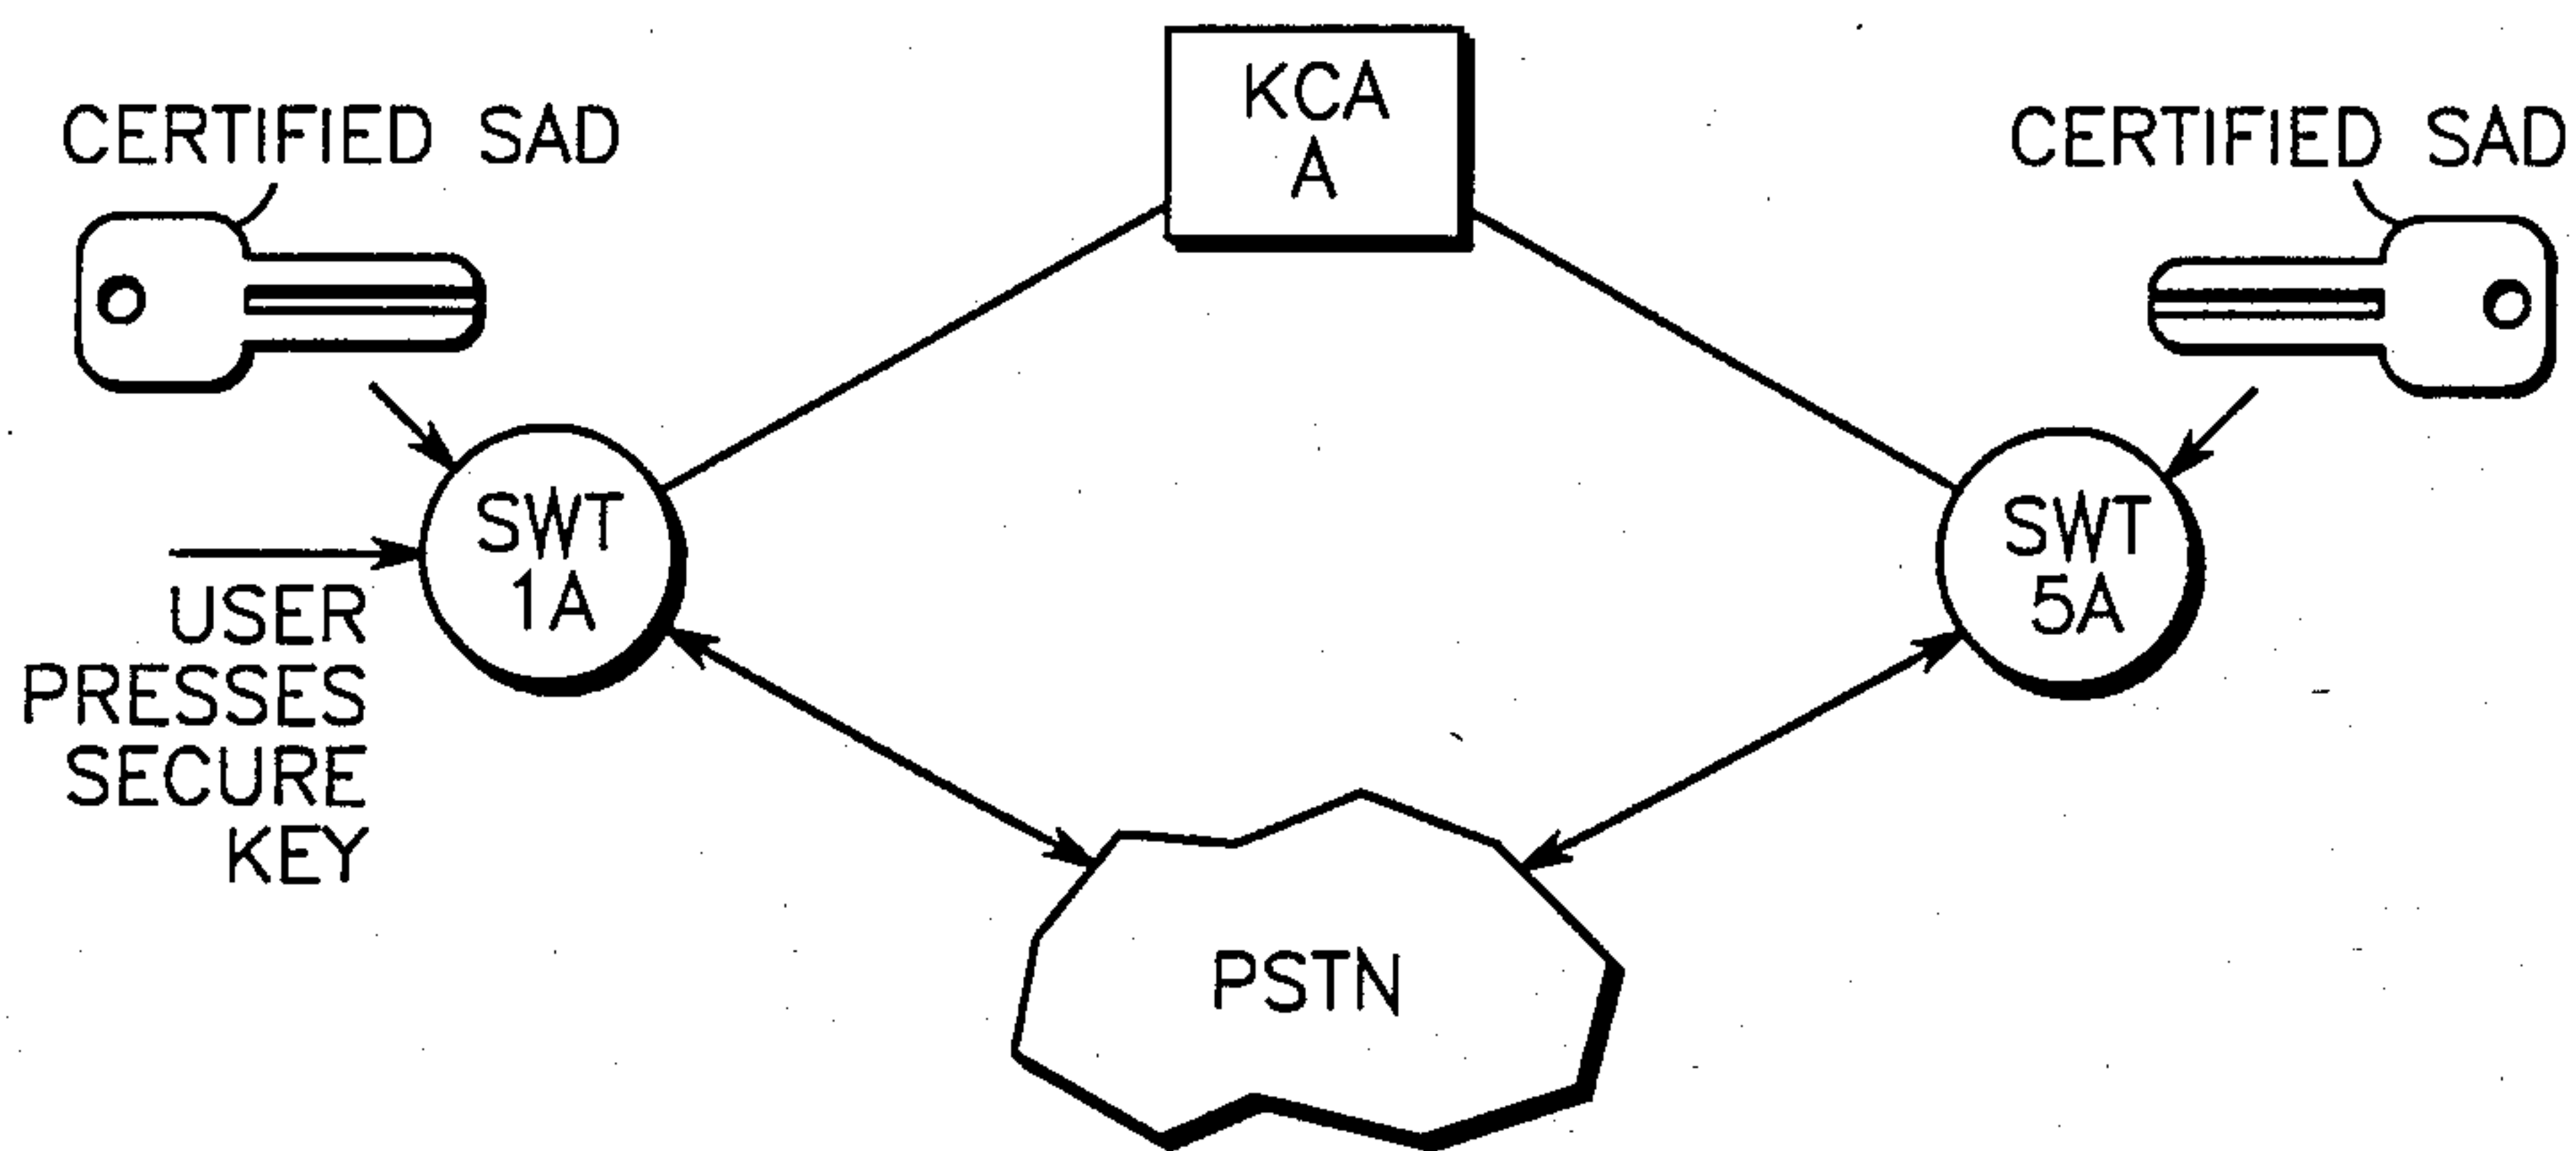 CERTIFIED SAD
KCA
A
CERTIFIED SAD
SWT
1A
SWT
5A
USER
PRESSES
SECURE
KEY
PSTN